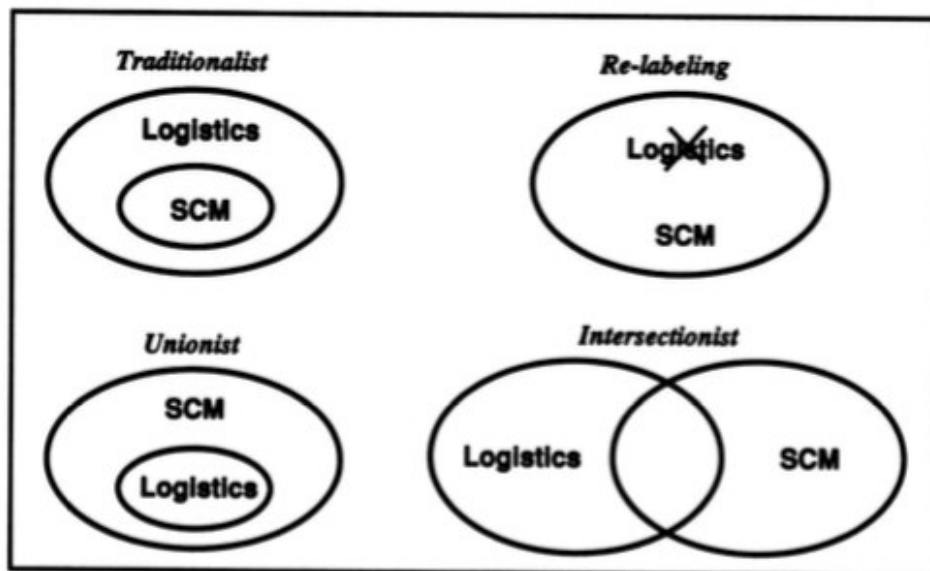 Traditionalist
Logistics
SCM
Re-labeling
Logistics
SCM
Unionist
SCM
Logistics
Intersectionist
Logistics
SCM